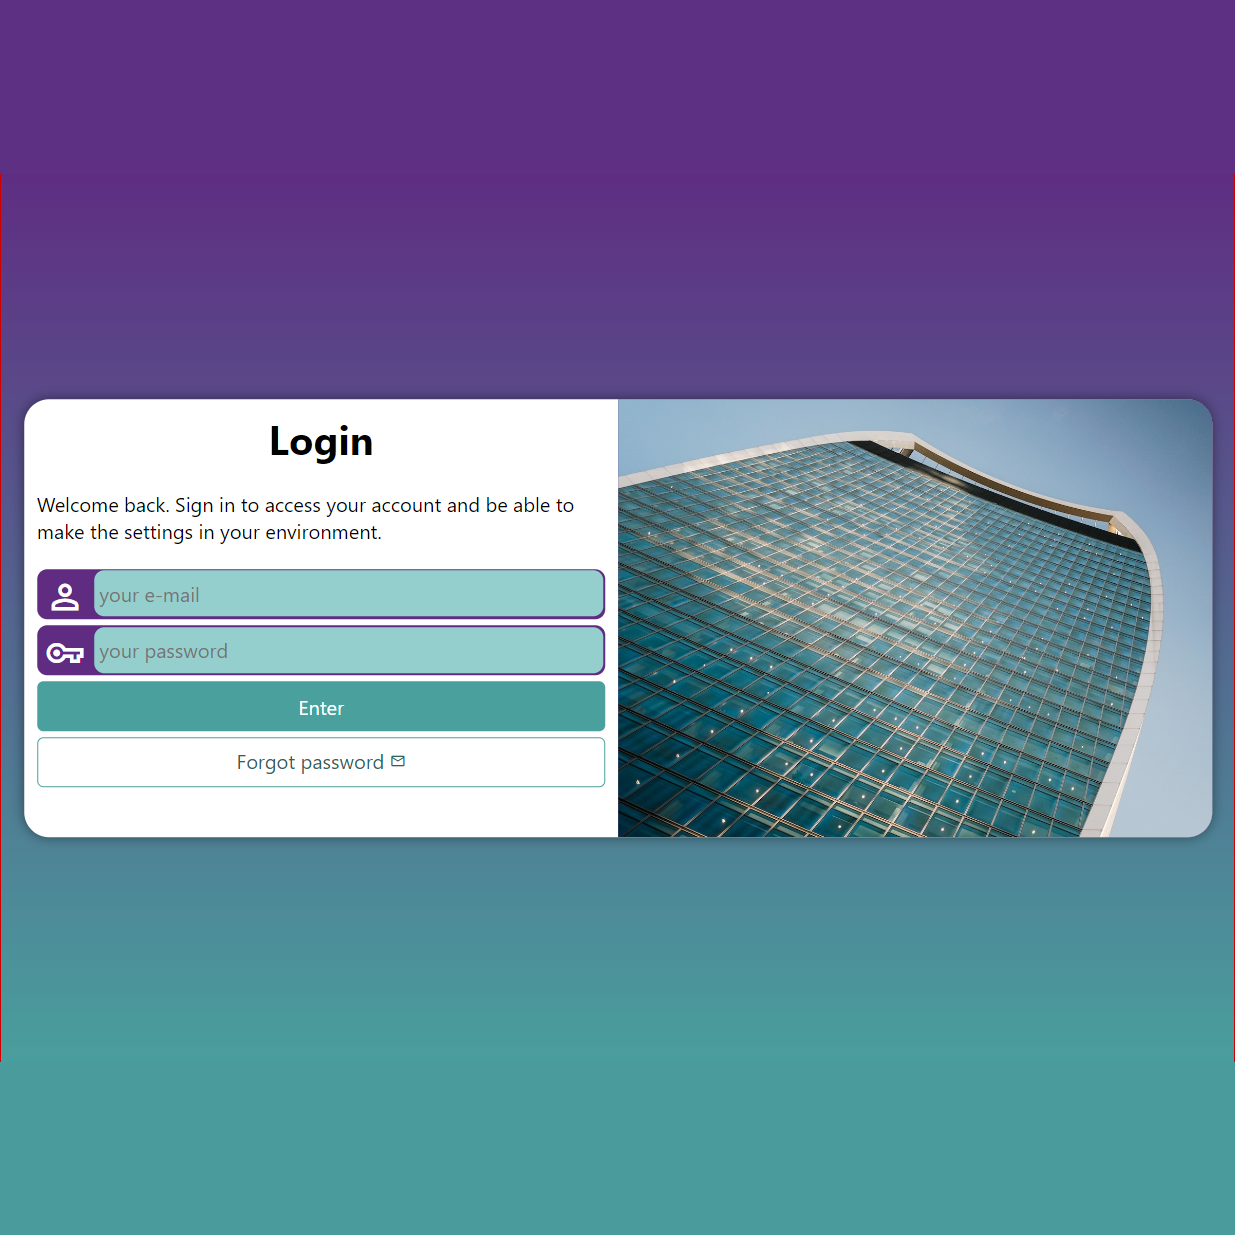 Login
Welcome back. Sign in to access your account and be able to
make the settings in your environment.
your e-mail
your password
Enter
Forgot password